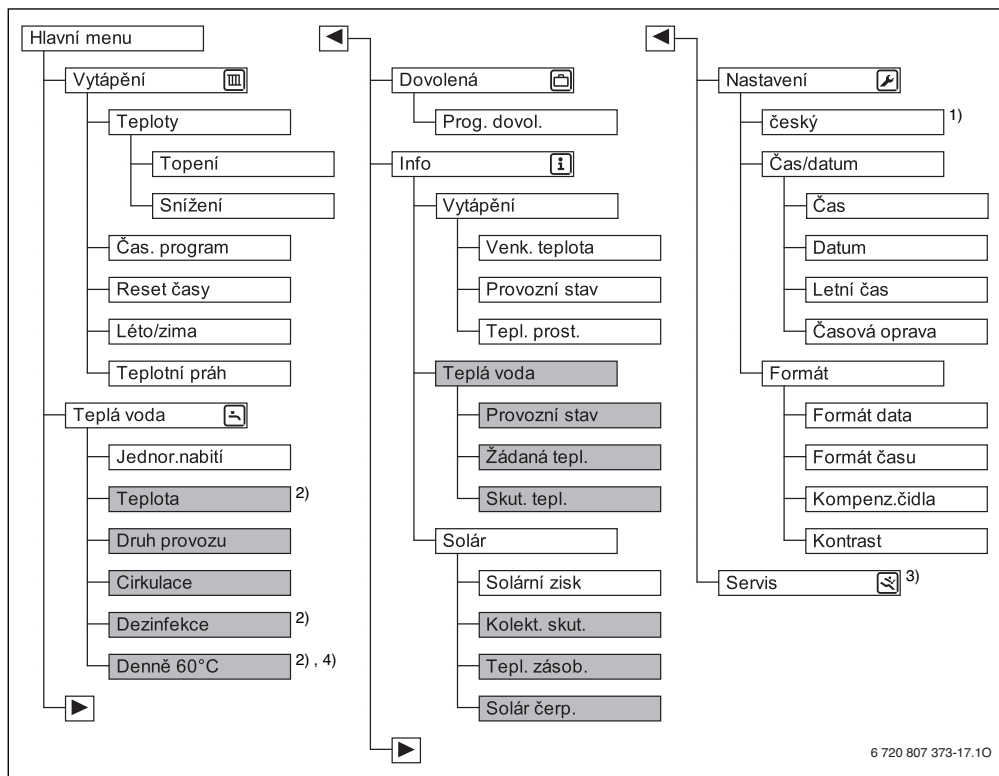 Hlavní menu
Vytápění
Teploty
Topení
Snížení
Čas. program
Reset časy
Léto/zima
Teplotní práh
Teplá voda
Jednor.nabití
Teplota 2)
Druh provozu
Cirkulace
Dezinfekce 2)
Denně 60°C 2) , 4)
Dovolená
Prog. dovol.
Info
Vytápění
Venk. teplota
Provozní stav
Tepl. prost.
Teplá voda
Provozní stav
Žádaná tepl.
Skut. tepl.
Solár
Solární zisk
Kolekt. skut.
Tepl. zásob.
Solár čerp.
Nastavení
český 1)
Čas/datum
Čas
Datum
Letní čas
Časová oprava
Formát
Formát data
Formát času
Kompenz.čidla
Kontrast
Servis 3)
6 720 807 373-17.1O